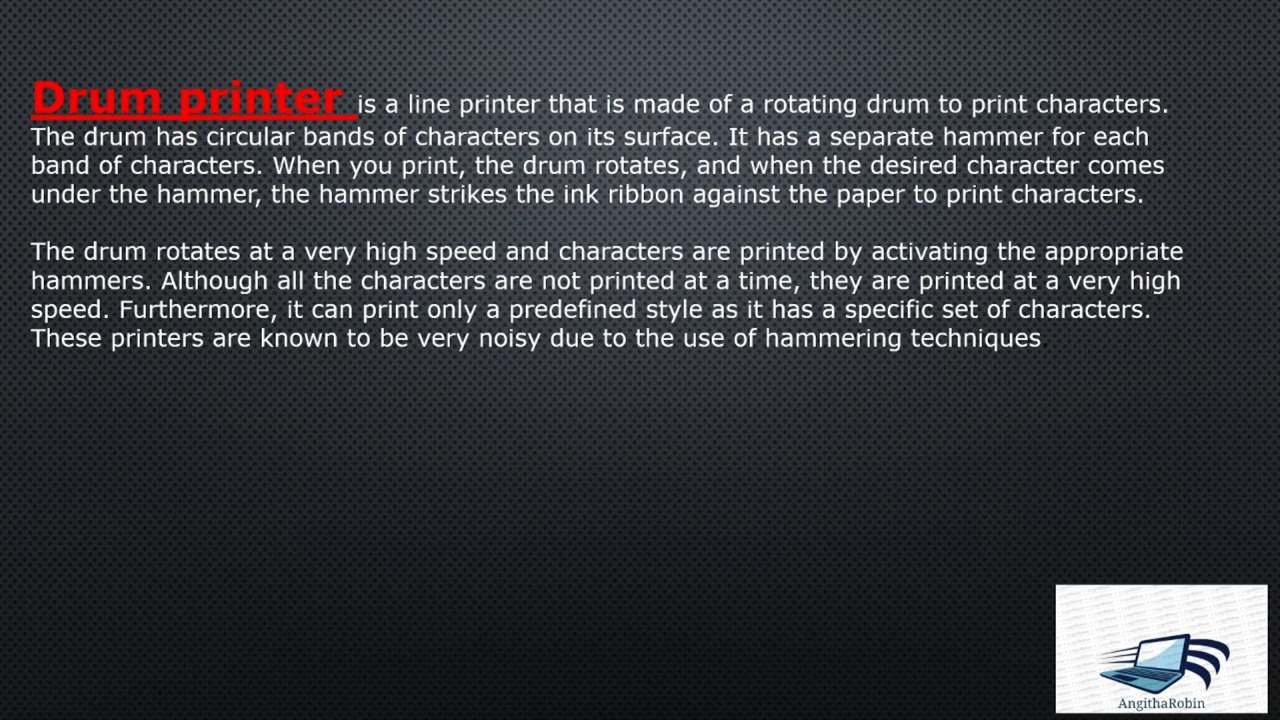 Drum printer is a line printer that is made of a rotating drum to print characters.
The drum has circular bands of characters on its surface. It has a separate hammer for each
band of characters. When you print, the drum rotates, and when the desired character comes
under the hammer, the hammer strikes the ink ribbon against the paper to print characters.
The drum rotates at a very high speed and characters are printed by activating the appropriate
hammers. Although all the characters are not printed at a time, they are printed at a very high
speed. Furthermore, it can print only a predefined style as it has a specific set of characters.
These printers are known to be very noisy due to the use of hammering techniques
AngithaRobin